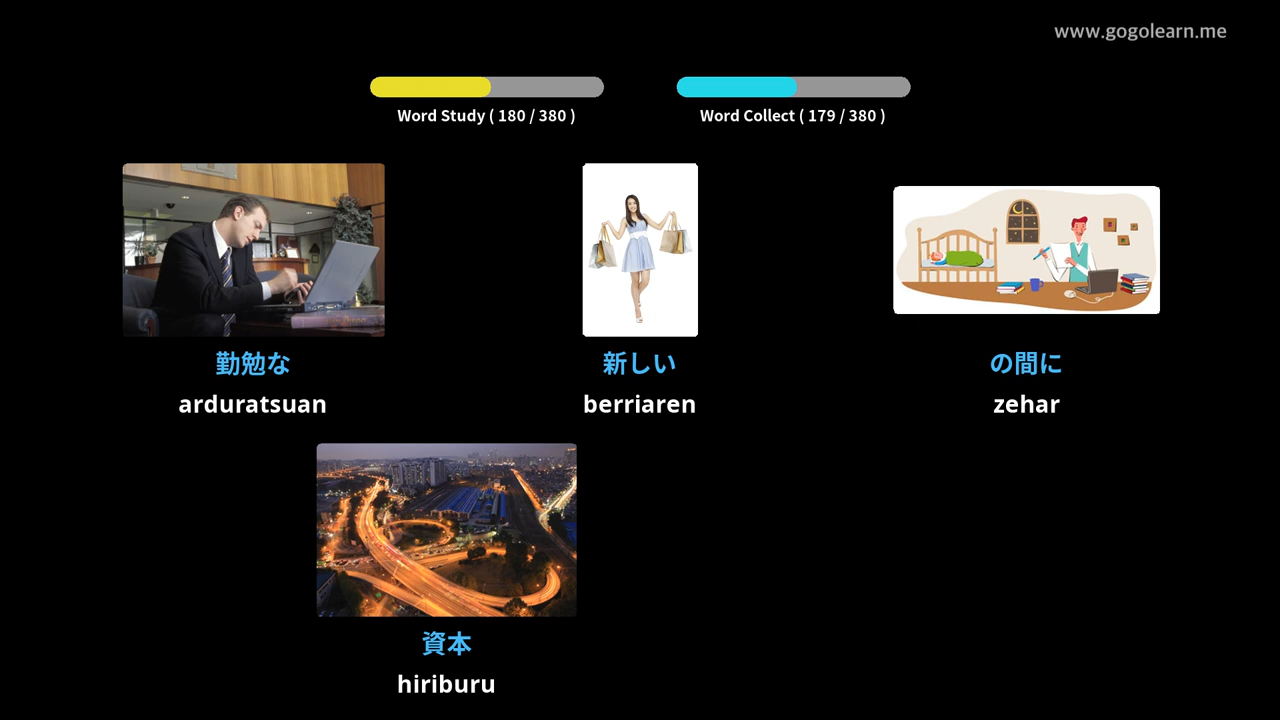 www.gogolearn.me
Word Study ( 180 / 380 )
Word Collect ( 179 / 380 )
勤勉な
arduratsuan
新しい
berriaren
の間に
zehar
資本
hiriburu